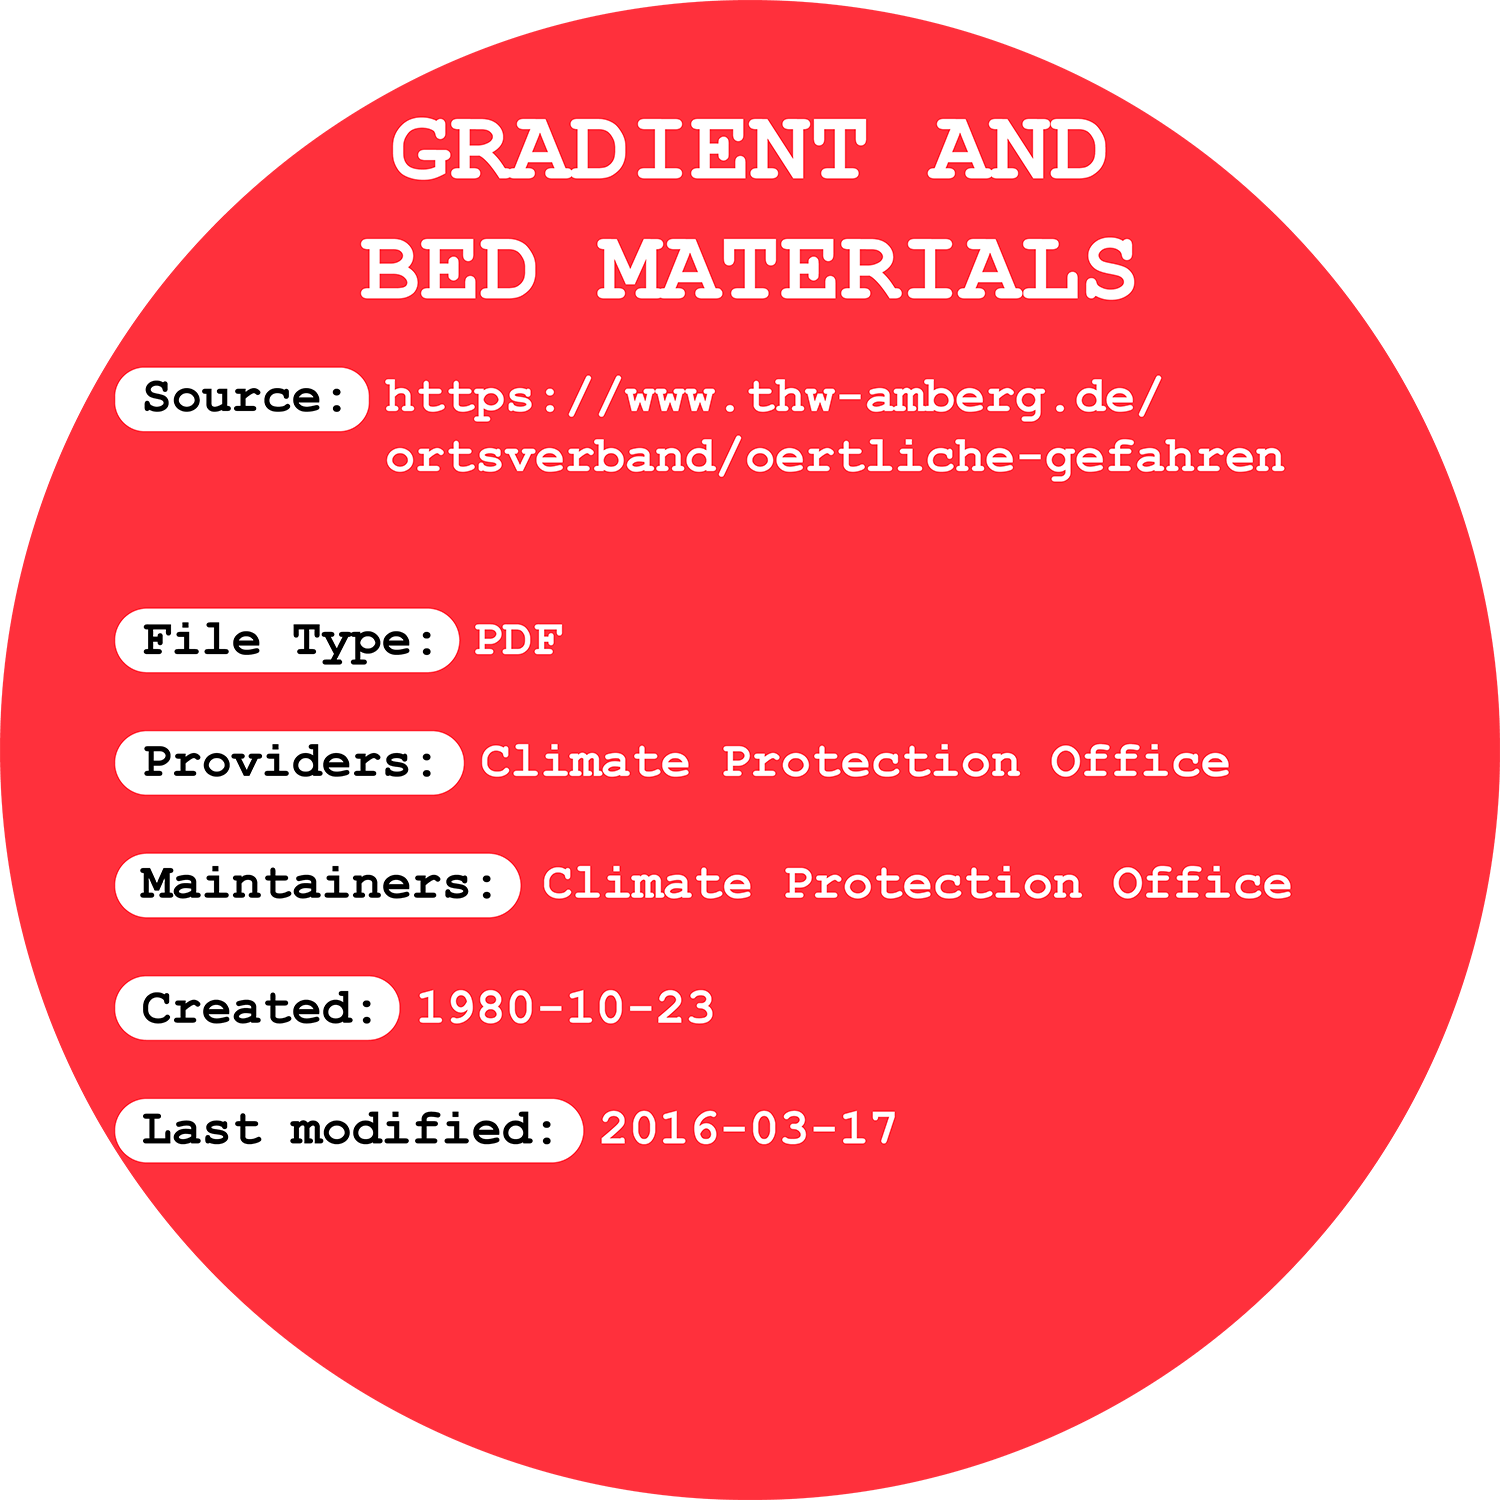 GRADIENT AND
BED MATERIALS
Source: https://www.thw-amberg.de/
ortsverband/oertliche-gefahren
File Type: PDF
Providers: Climate Protection Office
Maintainers: Climate Protection Office
Created: 1980-10-23
Last modified: 2016-03-17